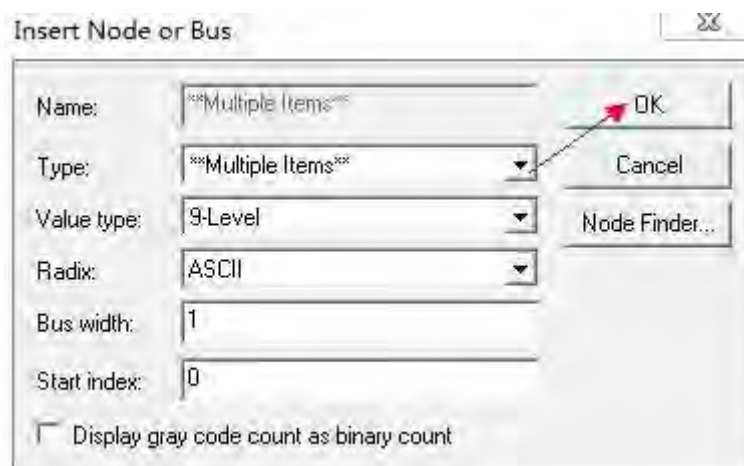 Insert Node or Bus
Name: **Multiple Items** OK
Type: **Multiple Items** Cancel
Value type: 9-Level Node Finder...
Radix: ASCII
Bus width: 1
Start index: 0
Display gray code count as binary count